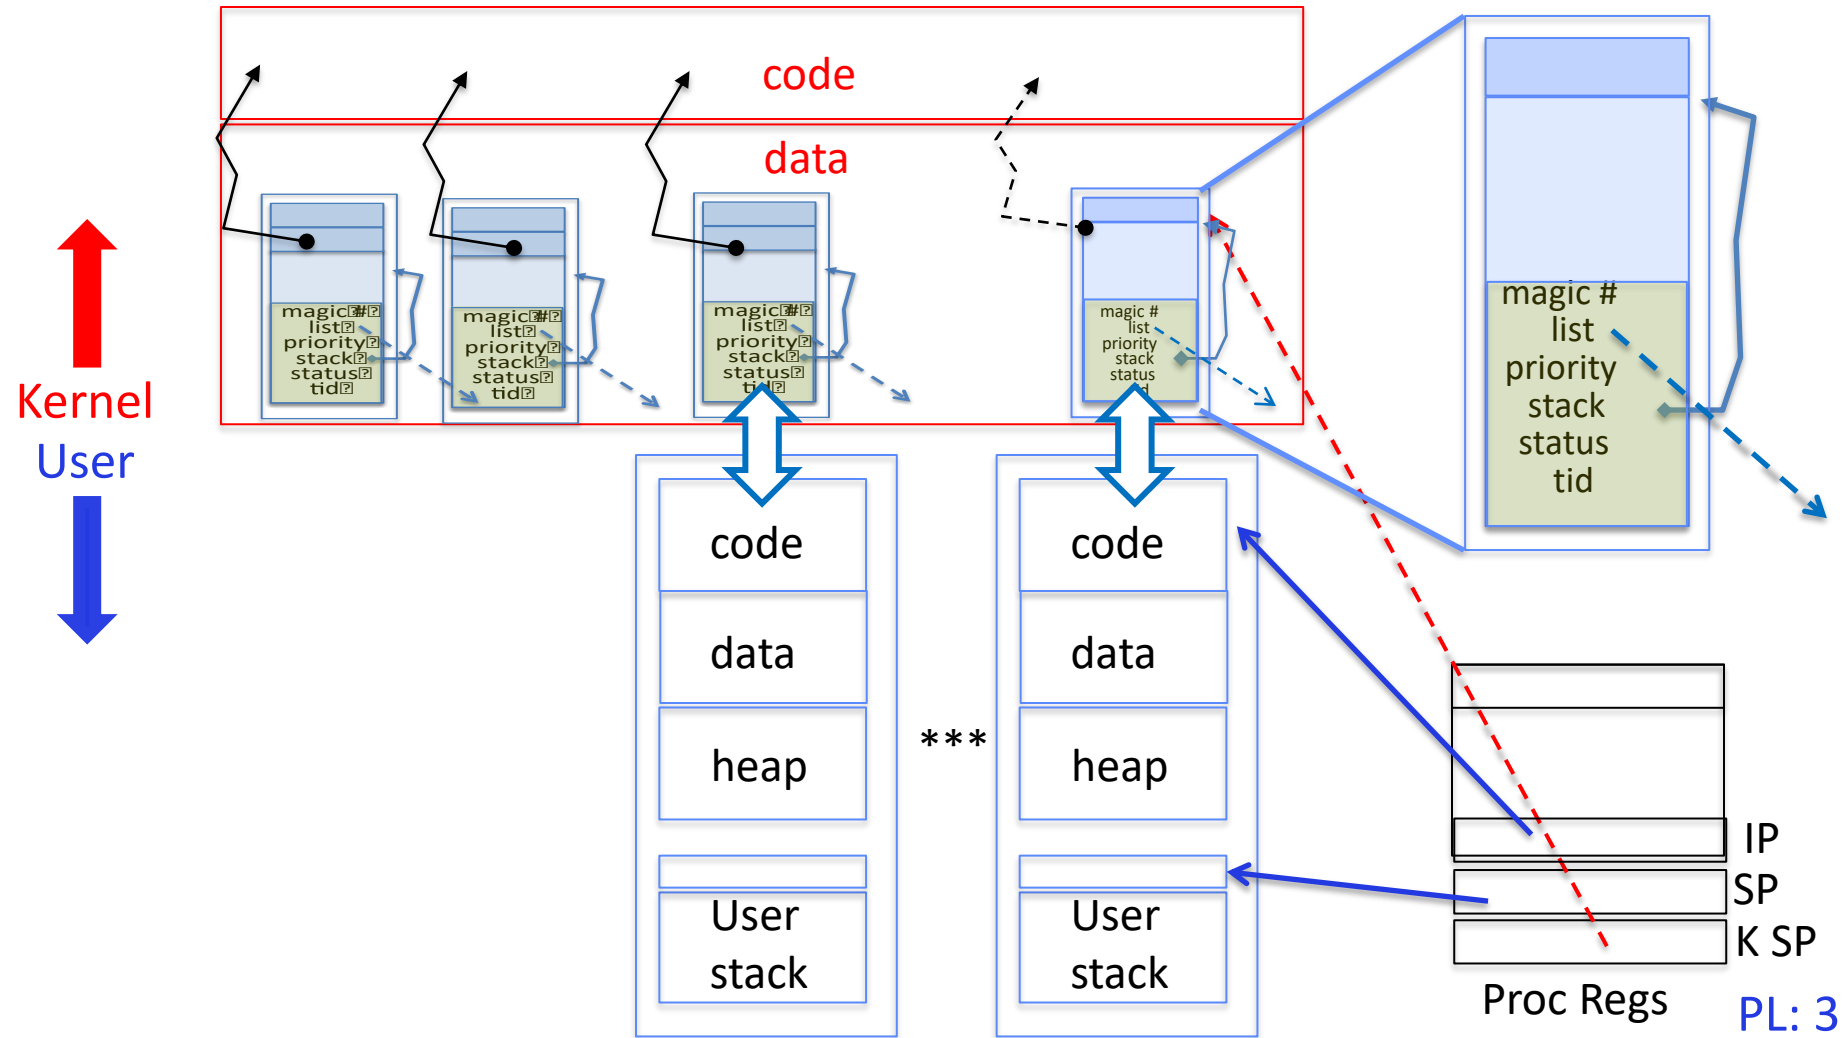 code
data
magic #
list
priority
stack
status
tid
magic #
list
priority
stack
status
tid
magic #
list
priority
stack
status
magic #
list
priority
stack
status
magic #
list
priority
stack
status
tid
Kernel
User
code
data
heap
User
stack
***
code
data
heap
User
stack
IP
SP
K SP
Proc Regs
PL: 3